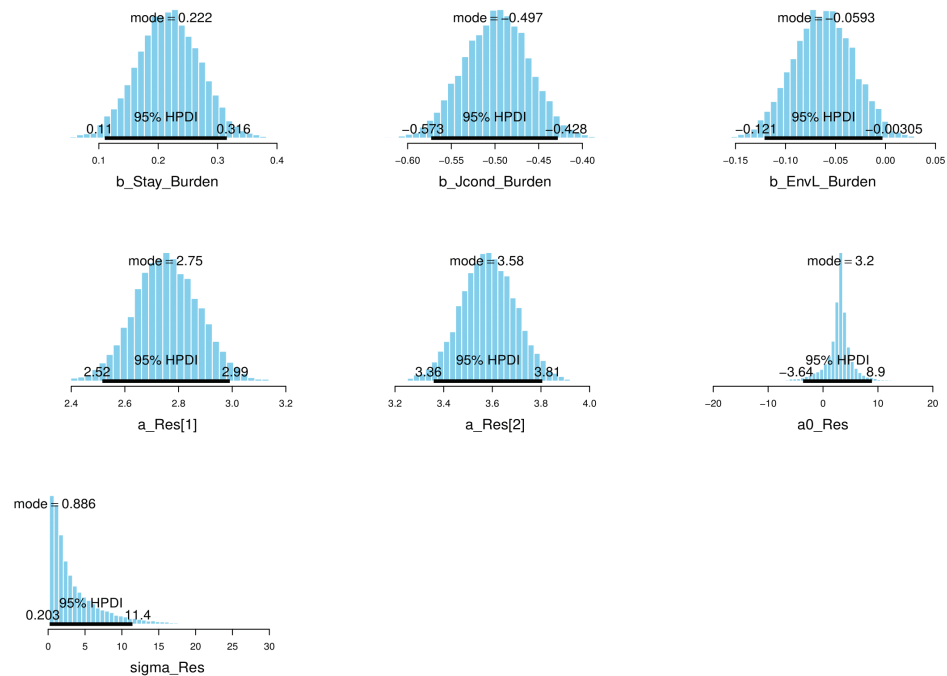 mode = 0.222
95% HPDI
0.11 0.316
0.1 0.2 0.3 0.4
b_Stay_Burden
mode = −0.497
95% HPDI
−0.573 −0.428
−0.60 −0.55 −0.50 −0.45 −0.40
b_Jcond_Burden
mode = −0.0593
95% HPDI
−0.121 −0.00305
−0.15 −0.10 −0.05 0.00 0.05
b_EnvL_Burden
mode = 2.75
95% HPDI
2.52 2.99
2.4 2.6 2.8 3.0 3.2
a_Res[1]
mode = 3.58
95% HPDI
3.36 3.81
3.2 3.4 3.6 3.8 4.0
a_Res[2]
mode = 3.2
95% HPDI
−3.64 8.9
−20 −10 0 10 20
a0_Res
mode = 0.886
95% HPDI
0.203 11.4
0 5 10 15 20 25 30
sigma_Res